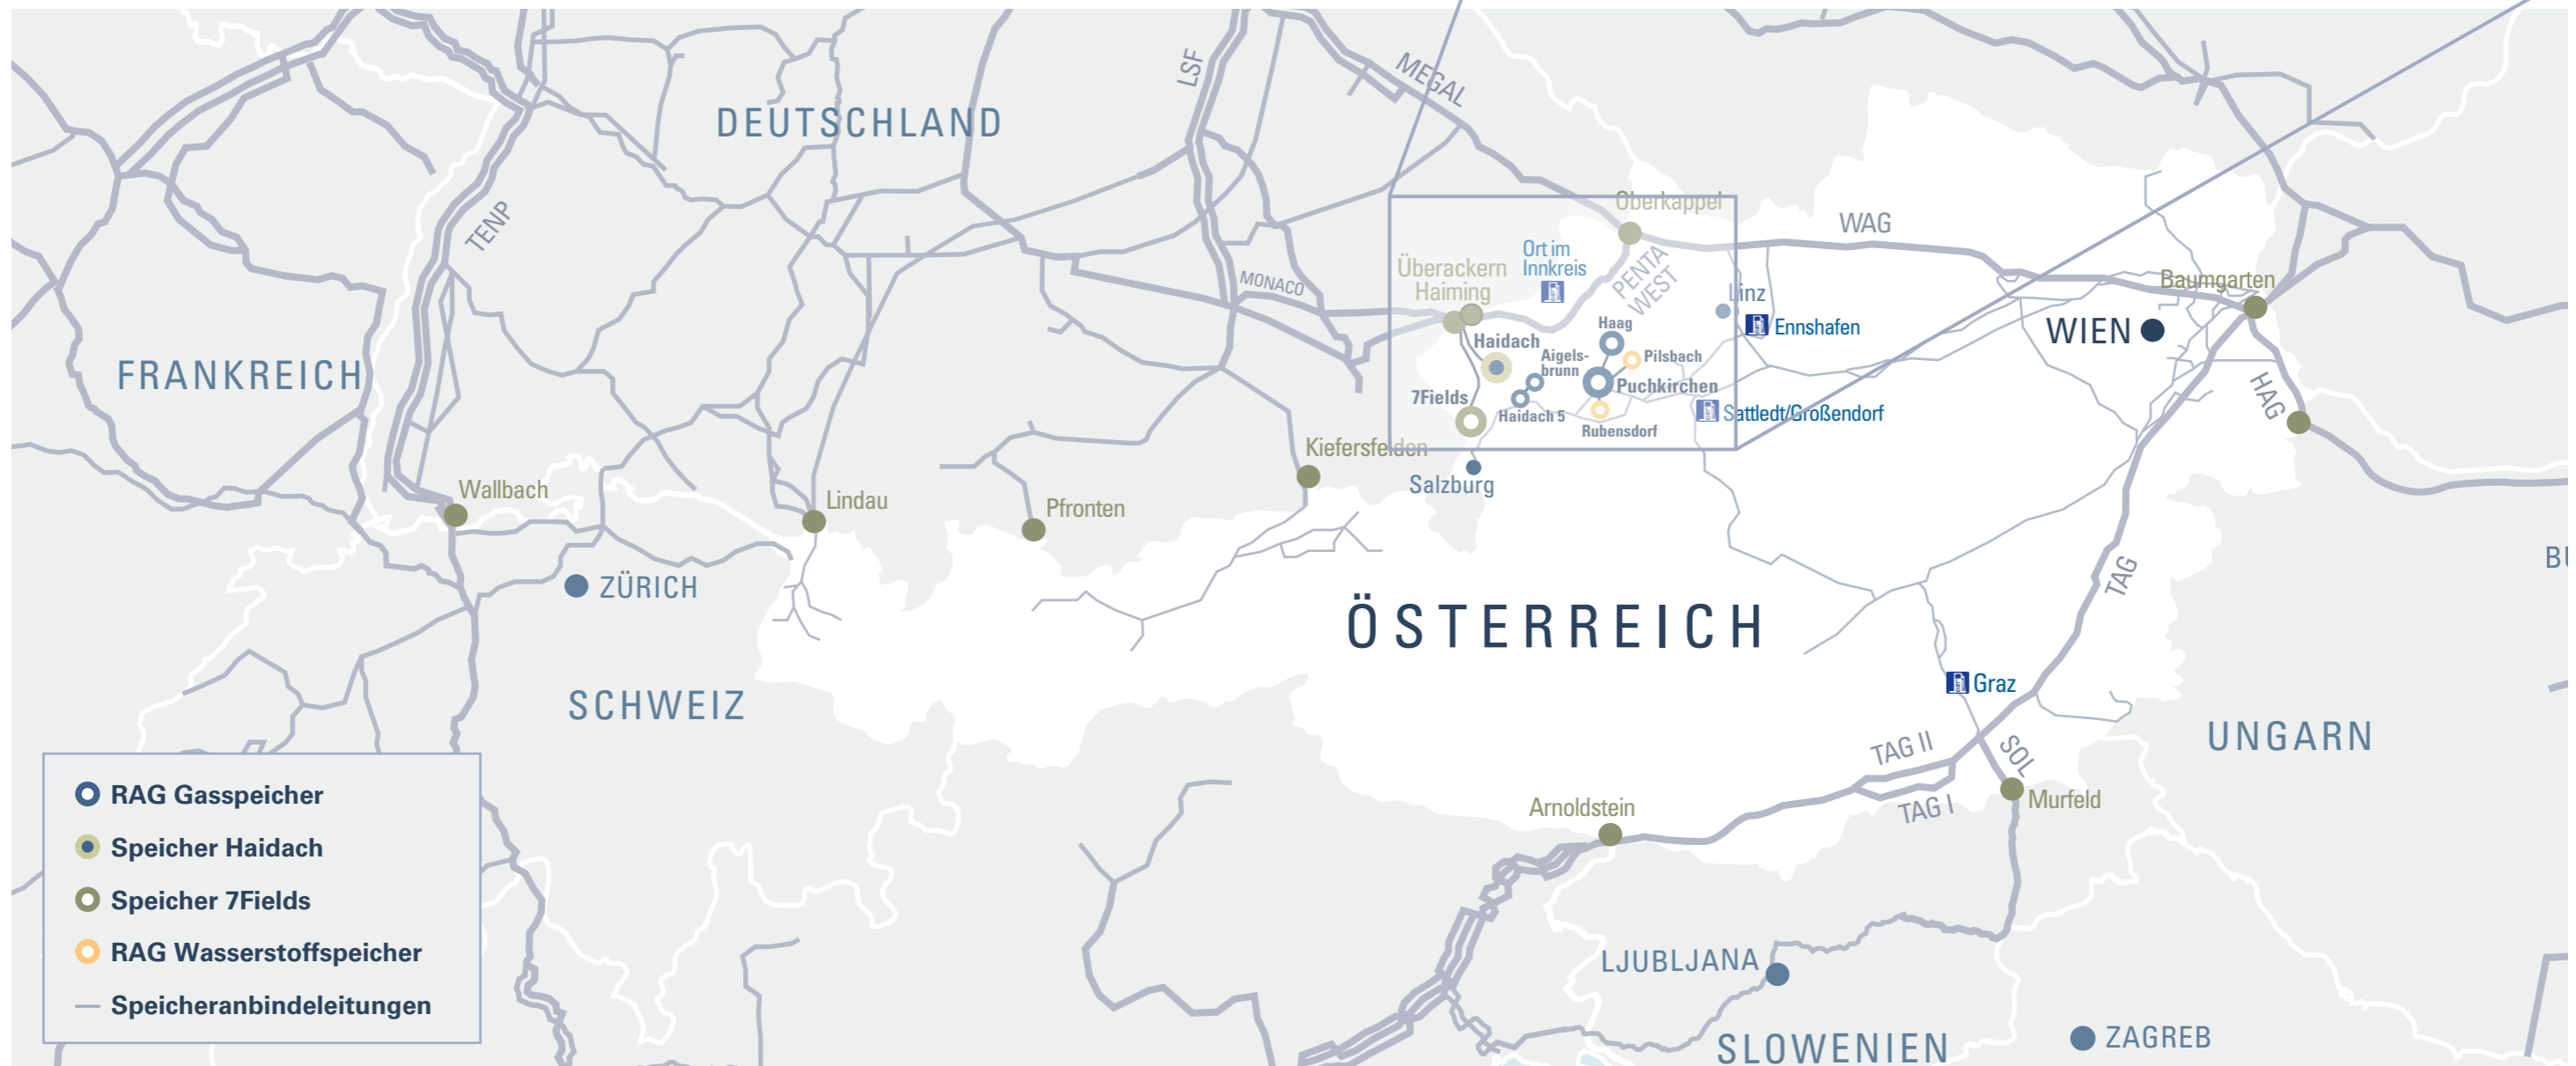 LSF
MEGAL
DEUTSCHLAND
TENP
Oberkappel
WAG
Ort im
Innkreis
PENTA
WEST
Überackern
Haiming
MONACO
Baumgarten
Linz
Haag
Ennshafen
WIEN
Haidach
Aigels-
brunn
Pilsbach
Puchkirchen
FRANKREICH
7Fields
Haidach 5
Sattledt/Großendorf
HAG
Rubensdorf
Kiefersfelden
Salzburg
Wallbach
Lindau
Pfronten
BU
TAG
ZÜRICH
ÖSTERREICH
Graz
SCHWEIZ
UNGARN
TAG II
SOL
TAG I
Murfeld
Arnoldstein
RAG Gasspeicher
Speicher Haidach
Speicher 7Fields
RAG Wasserstoffspeicher
Speicheranbindeleitungen
LJUBLJANA
SLOWENIEN
ZAGREB